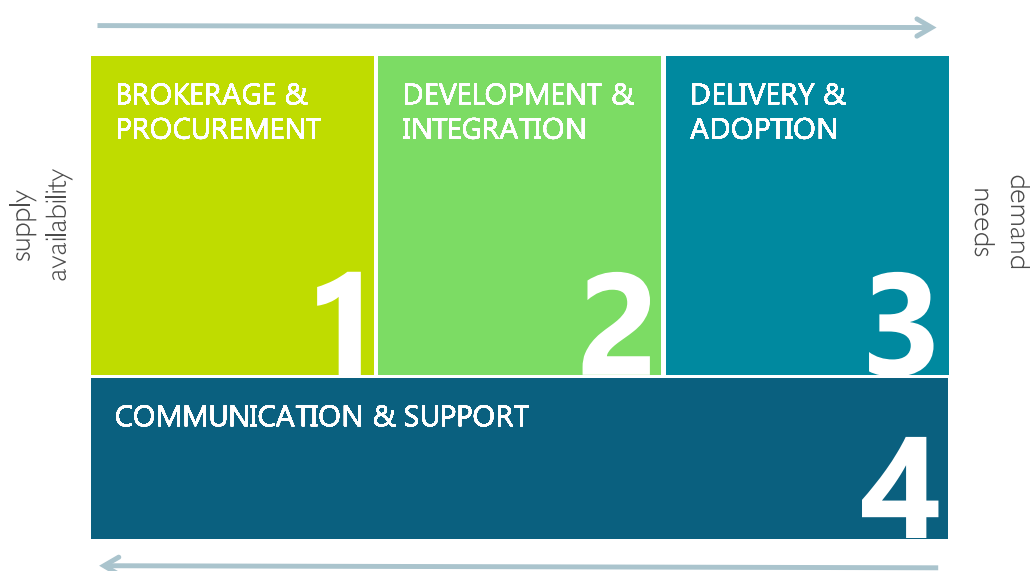 BROKERAGE &
PROCUREMENT
1
DEVELOPMENT &
INTEGRATION
2
DELIVERY &
ADOPTION
3
supply
availability
demand
needs
COMMUNICATION & SUPPORT
4